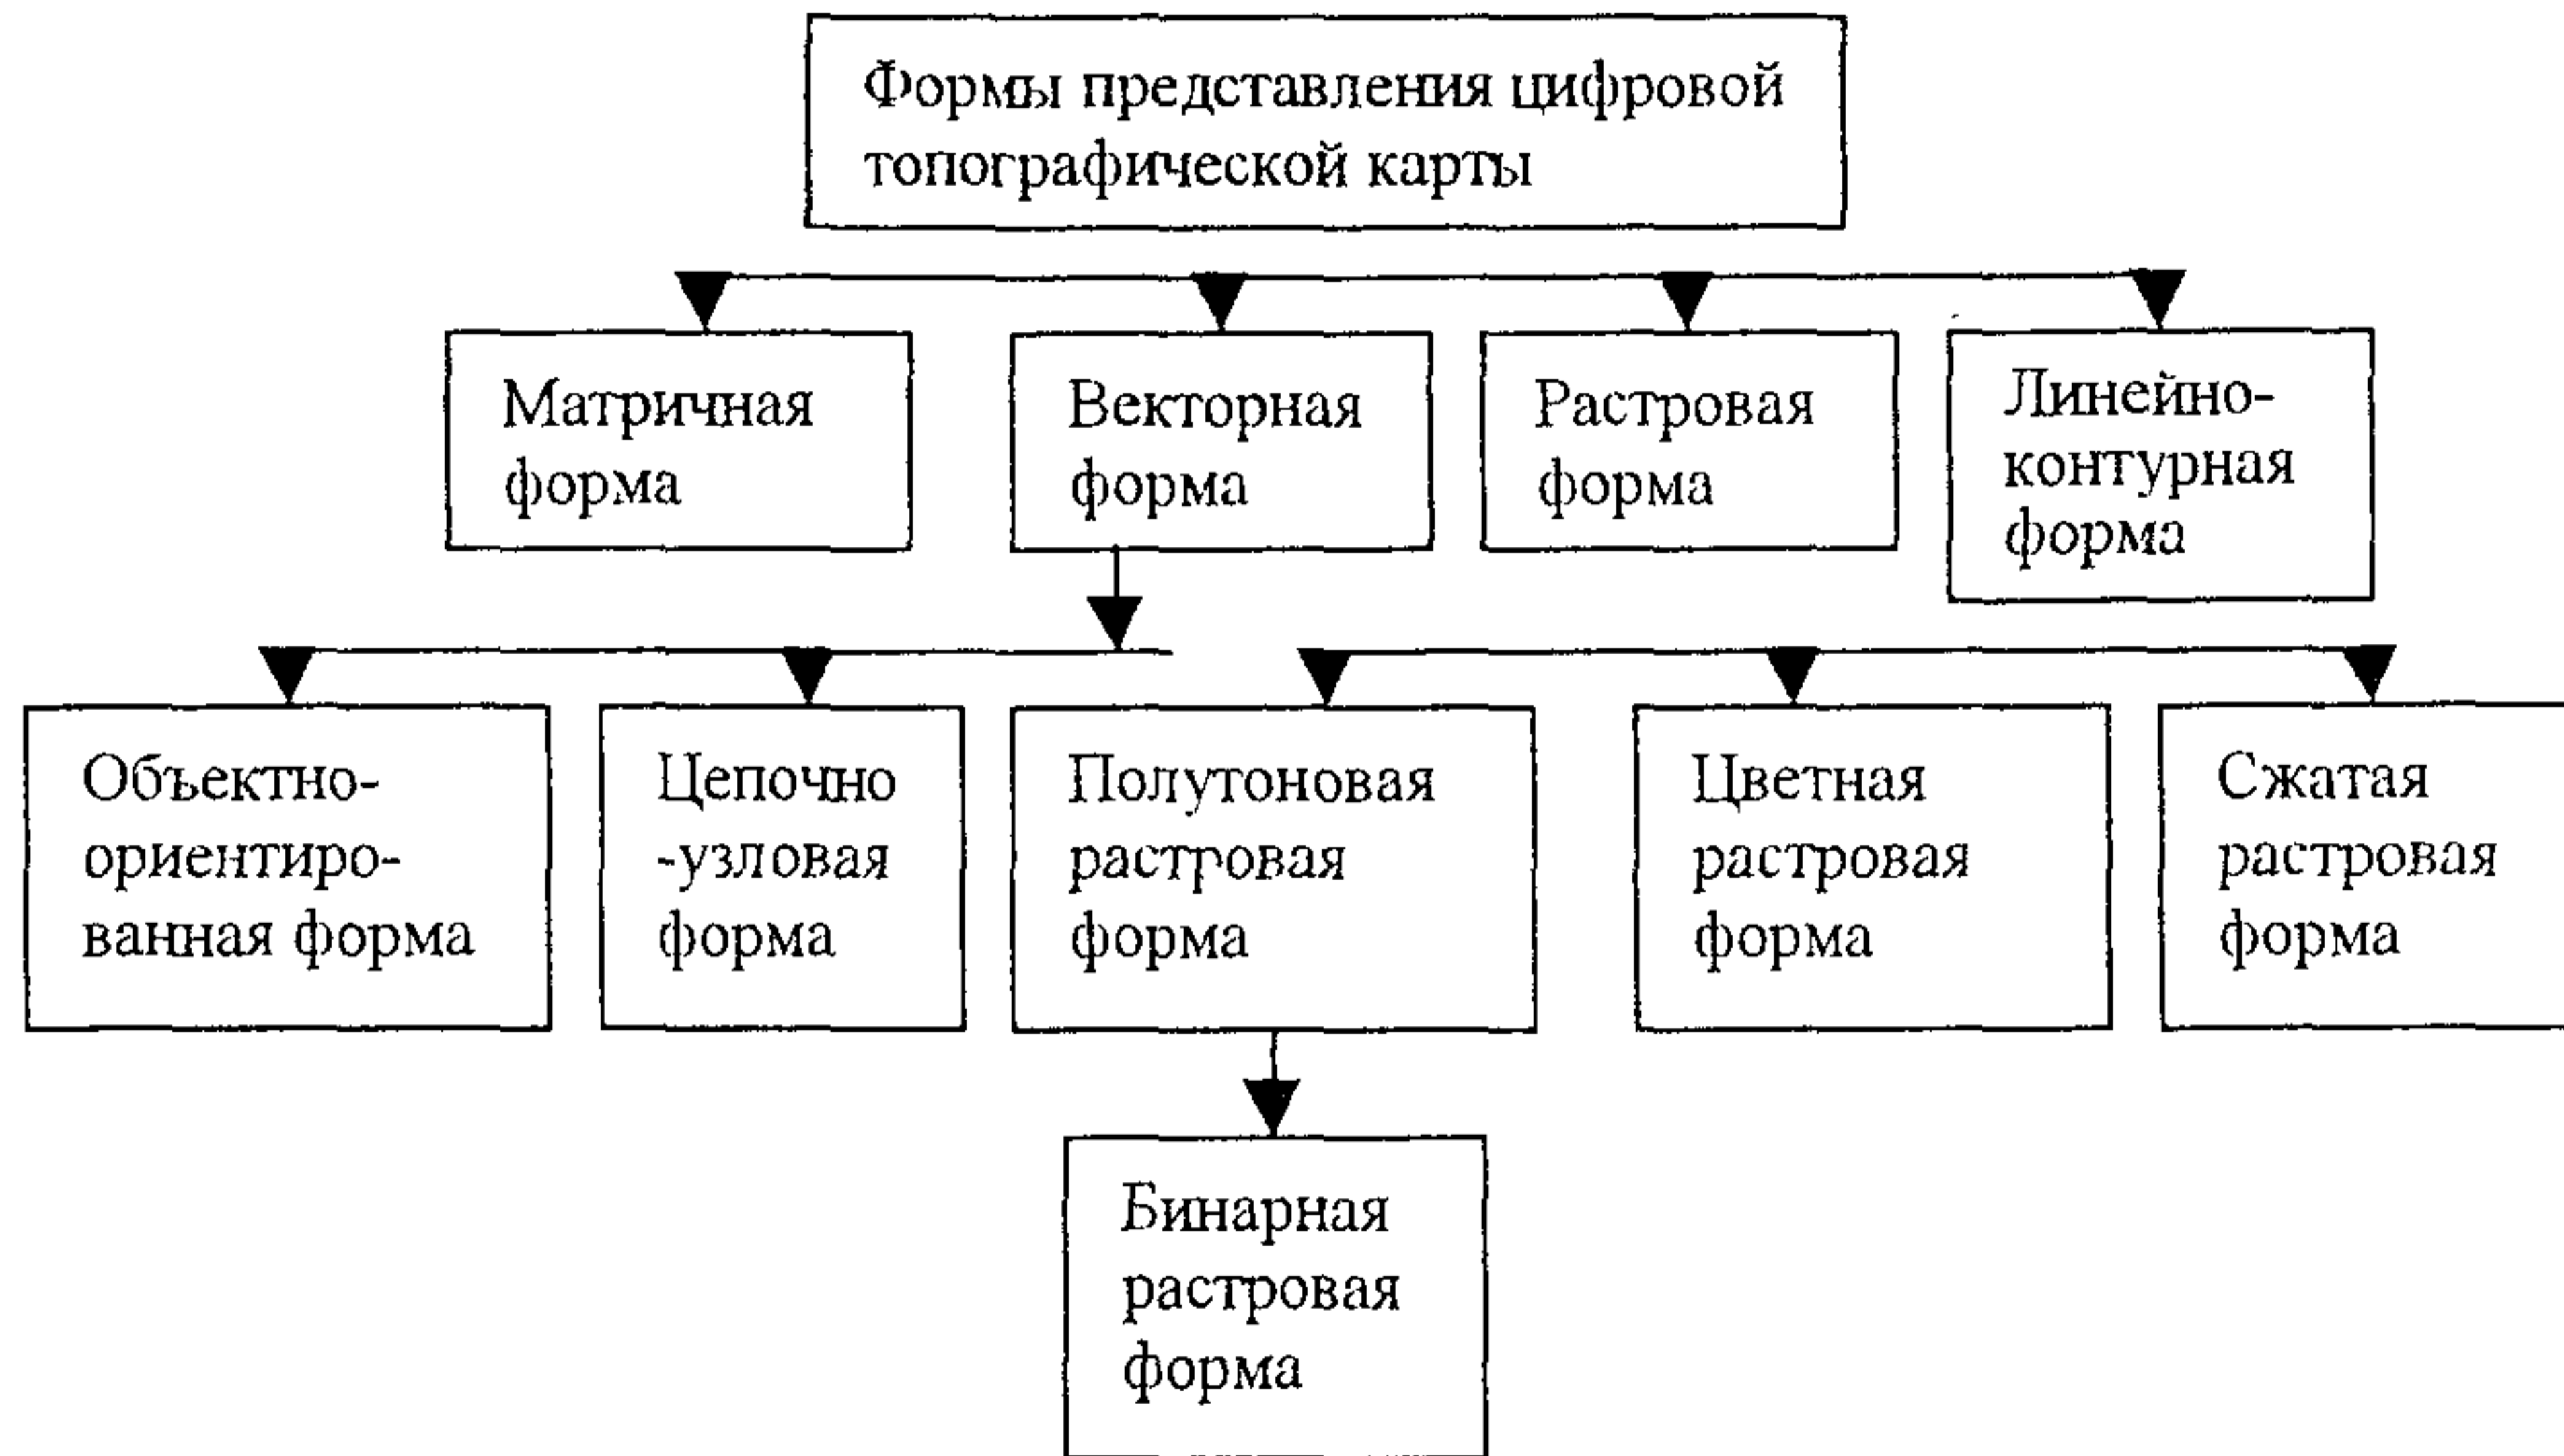 Формы представления цифровой
топографической карты
Матричная
форма
Векторная
форма
Растровая
форма
Линейно-
контурная
форма
Объектно-
ориентиро-
ванная форма
Цепочно
-узловая
форма
Полутоновая
растровая
форма
Цветная
растровая
форма
Сжатая
растровая
форма
Бинарная
растровая
форма